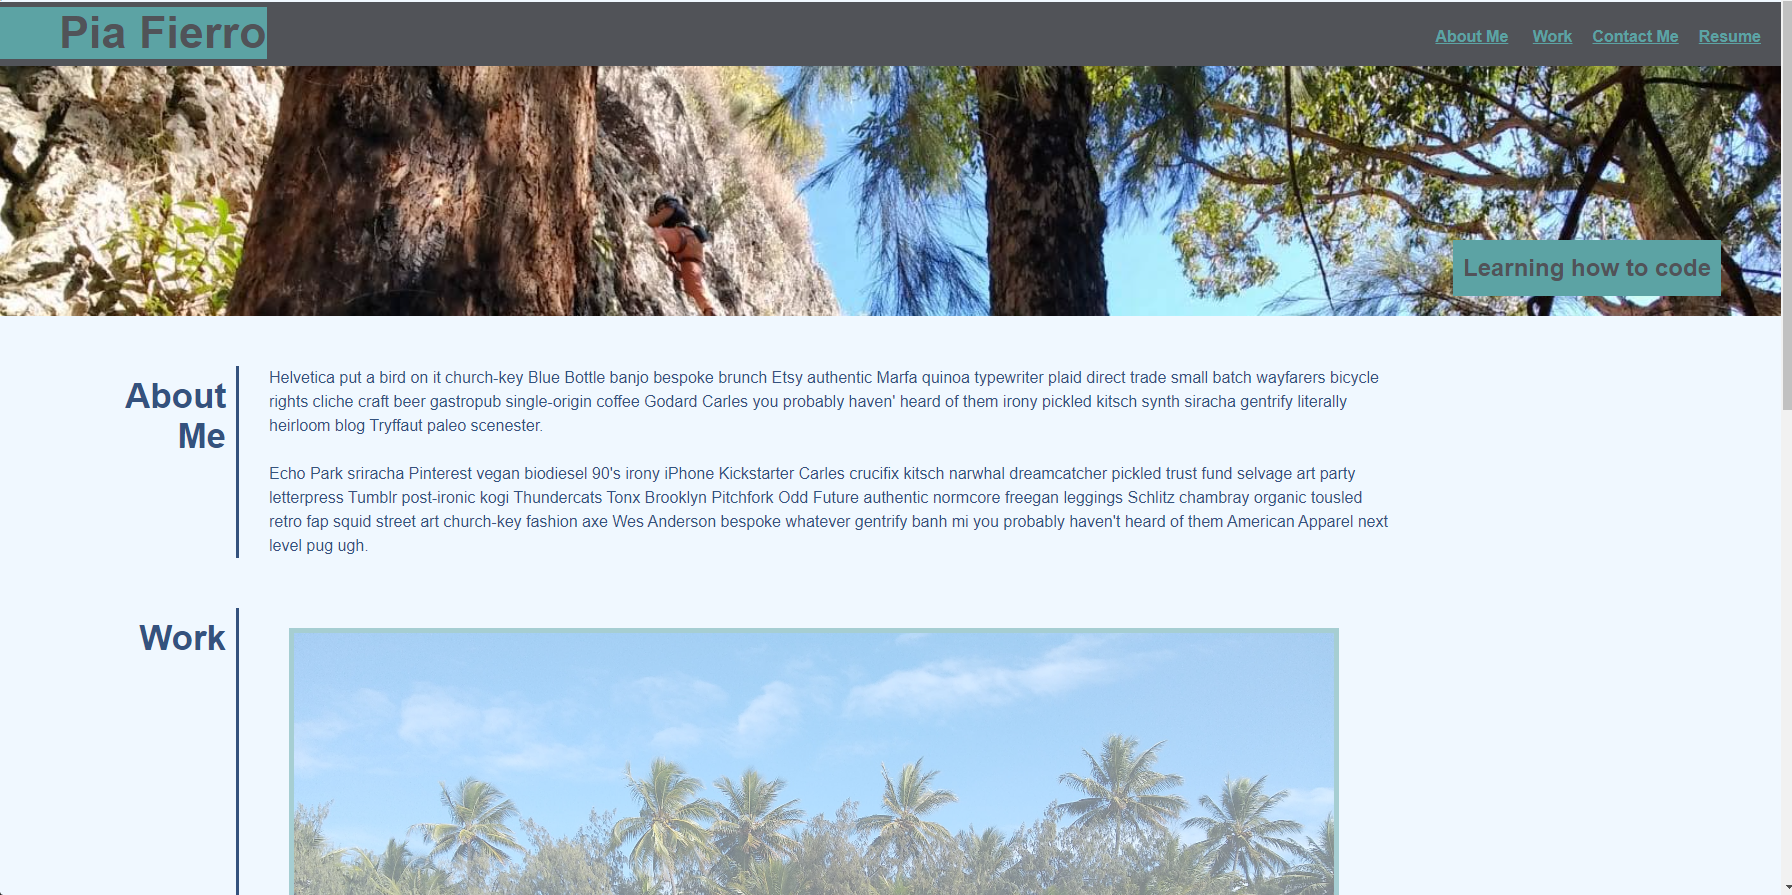 Pia Fierro
About Me Work Contact Me Resume
Learning how to code
About
Me
Helvetica put a bird on it church-key Blue Bottle banjo bespoke brunch Etsy authentic Marfa quinoa typewriter plaid direct trade small batch wayfarers bicycle
rights cliche craft beer gastropub single-origin coffee Godard Carles you probably haven' heard of them irony pickled kitsch synth siracha gentrify literally
heirloom blog Tryffaut paleo scenester.
Echo Park sriracha Pinterest vegan biodiesel 90's irony iPhone Kickstarter Carles crucifix kitsch narwhal dreamcatcher pickled trust fund selvage art party
letterpress Tumblr post-ironic kogi Thundercats Tonx Brooklyn Pitchfork Odd Future authentic normcore freegan leggings Schlitz chambray organic tousled
retro fap squid street art church-key fashion axe Wes Anderson bespoke whatever gentrify banh mi you probably haven't heard of them American Apparel next
level pug ugh.
Work